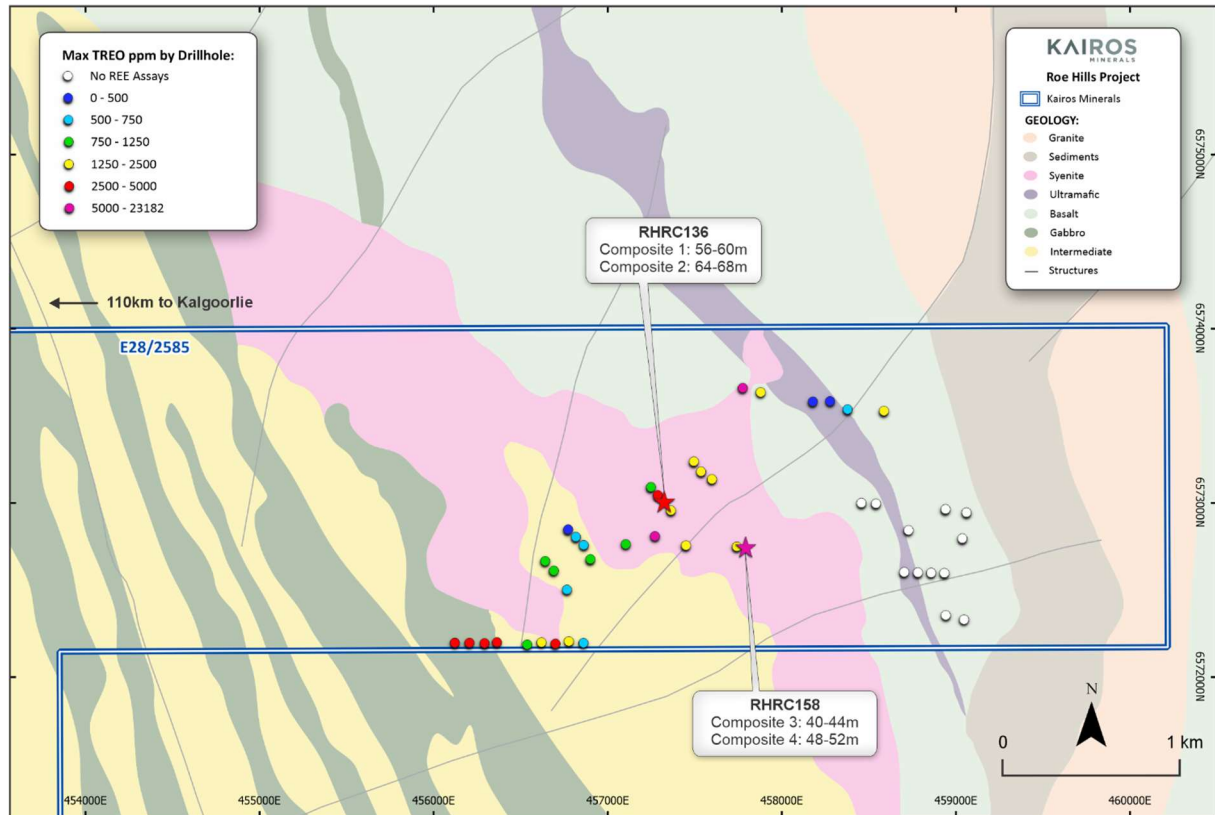 Max TREO ppm by Drillhole:
No REE Assays
0 - 500
500 - 750
750 - 1250
1250 - 2500
2500 - 5000
5000 - 23182
KAIROS
MINERALS
Roe Hills Project
Kairos Minerals
GEOLOGY:
Granite
Sediments
Syenite
Ultramafic
Basalt
Gabbro
Intermediate
Structures
6575000N
RHRC136
Composite 1: 56-60m
Composite 2: 64-68m
110km to Kalgoorlie
E28/2585
6574000N
6573000N
6572000N
RHRC158
Composite 3: 40-44m
Composite 4: 48-52m
N
0 1 km
454000E 455000E 456000E 457000E 458000E 459000E 460000E